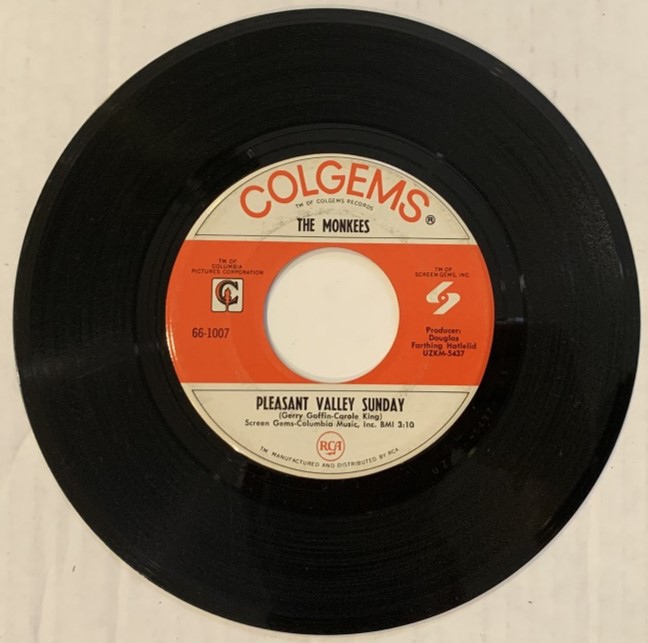 COLGEMS®
TM OF COLGEMS RECORDS
THE MONKEES
TM OF
COLUMBIA
PICTURES CORPORATION
C
66-1007
TM OF
SCREEN GEMS, INC.
S
Producer:
Douglas
Farthing Hatlelid
UZKM-5437
PLEASANT VALLEY SUNDAY
(Gerry Goffin-Carole King)
Screen Gems-Columbia Music, Inc. BMI 3:10
RCA
TM MANUFACTURED AND DISTRIBUTED BY RCA